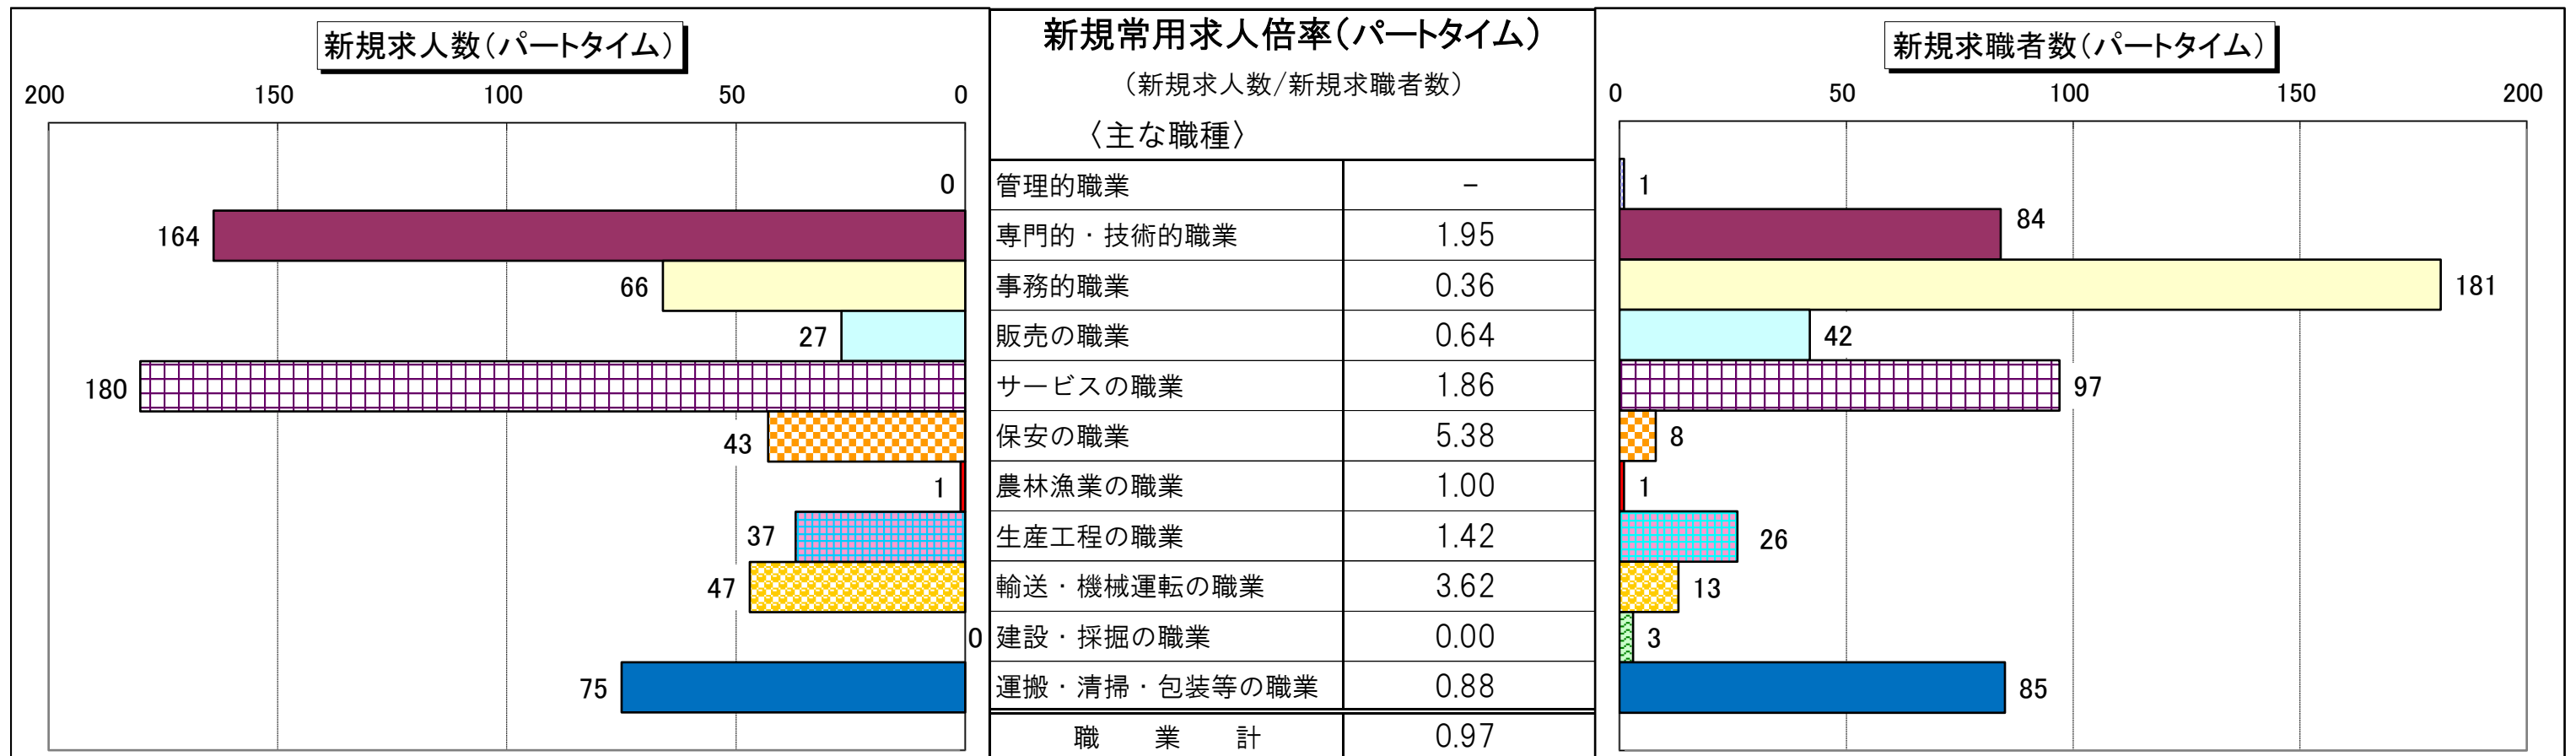 新規求人数(パートタイム)
新規常用求人倍率(パートタイム)
新規求職者数(パートタイム)
(新規求人数/新規求職者数)
200 150 100 50 0
0 50 100 150 200
〈主な職種〉
0 管理的職業 － 1
164 専門的・技術的職業 1.95 84
66 事務的職業 0.36 181
27 販売の職業 0.64 42
180 サービスの職業 1.86 97
43 保安の職業 5.38 8
1 農林漁業の職業 1.00 1
37 生産工程の職業 1.42 26
47 輸送・機械運転の職業 3.62 13
0 建設・採掘の職業 0.00 3
75 運搬・清掃・包装等の職業 0.88 85
職　業　計 0.97